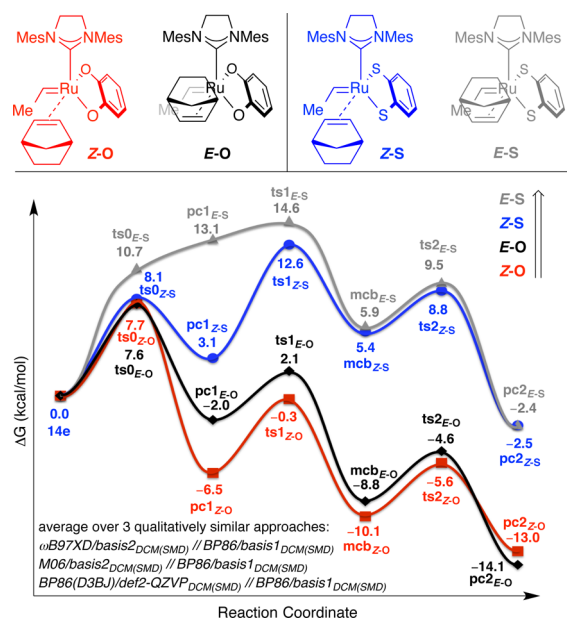 MesN NMes
Ru
O
O
Me
Z-O
MesN NMes
Ru
O
O
Me
E-O
MesN NMes
Ru
S
S
Me
Z-S
MesN NMes
Ru
S
S
Me
E-S
ΔG (kcal/mol)
E-S
Z-S
E-O
Z-O
0.0
14e
ts0E-S
10.7
8.1
ts0Z-S
7.7
ts0Z-O
7.6
ts0E-O
pc1E-S
13.1
pc1Z-S
3.1
pc1E-O
−2.0
−6.5
pc1Z-O
ts1E-S
14.6
12.6
ts1Z-S
ts1E-O
2.1
−0.3
ts1Z-O
mcbE-S
5.9
5.4
mcbZ-S
mcbE-O
−8.8
−10.1
mcbZ-O
ts2E-S
9.5
8.8
ts2Z-S
ts2E-O
−4.6
−5.6
ts2Z-O
pc2E-S
−2.4
−2.5
pc2Z-S
pc2Z-O
−13.0
−14.1
pc2E-O
average over 3 qualitatively similar approaches:
ωB97XD/basis2DCM(SMD) // BP86/basis1DCM(SMD)
M06/basis2DCM(SMD) // BP86/basis1DCM(SMD)
BP86(D3BJ)/def2-QZVPDCM(SMD) // BP86/basis1DCM(SMD)
Reaction Coordinate